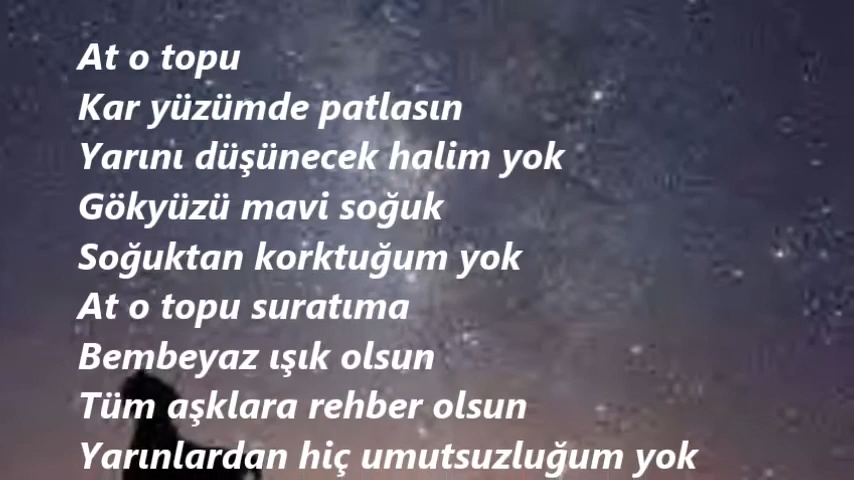 At o topu
Kar yüzümde patlasın
Yarını düşünecek halim yok
Gökyüzü mavi soğuk
Soğuktan korktuğum yok
At o topu suratıma
Bembeyaz ışık olsun
Tüm aşklara rehber olsun
Yarınlardan hiç umutsuzluğum yok